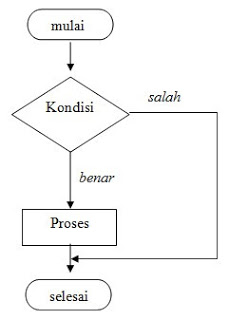 mulai
Kondisi
salah
benar
Proses
selesai